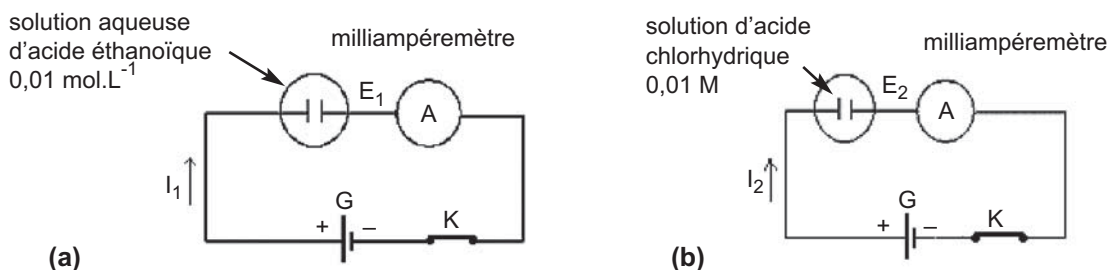 solution aqueuse
d'acide éthanoïque
0,01 mol.L⁻¹
milliampéremètre
E₁
A
I₁
G
+
–
K
(a)
solution d'acide
chlorhydrique
0,01 M
milliampéremètre
E₂
A
I₂
G
+
–
K
(b)